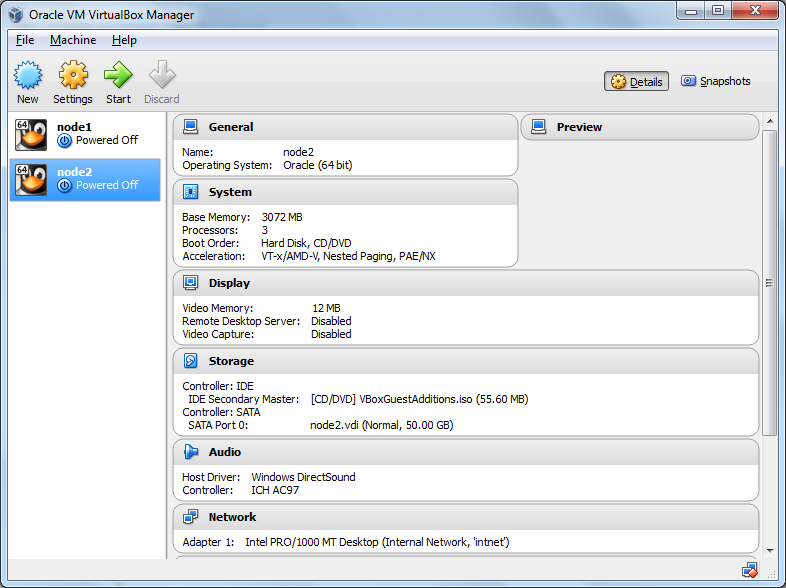 Oracle VM VirtualBox Manager
File Machine Help
New Settings Start Discard Details Snapshots
64 node1
Powered Off
64 node2
Powered Off
General
Name: node2
Operating System: Oracle (64 bit)
Preview
System
Base Memory: 3072 MB
Processors: 3
Boot Order: Hard Disk, CD/DVD
Acceleration: VT-x/AMD-V, Nested Paging, PAE/NX
Display
Video Memory: 12 MB
Remote Desktop Server: Disabled
Video Capture: Disabled
Storage
Controller: IDE
IDE Secondary Master: [CD/DVD] VBoxGuestAdditions.iso (55.60 MB)
Controller: SATA
SATA Port 0: node2.vdi (Normal, 50.00 GB)
Audio
Host Driver: Windows DirectSound
Controller: ICH AC97
Network
Adapter 1: Intel PRO/1000 MT Desktop (Internal Network, 'intnet')